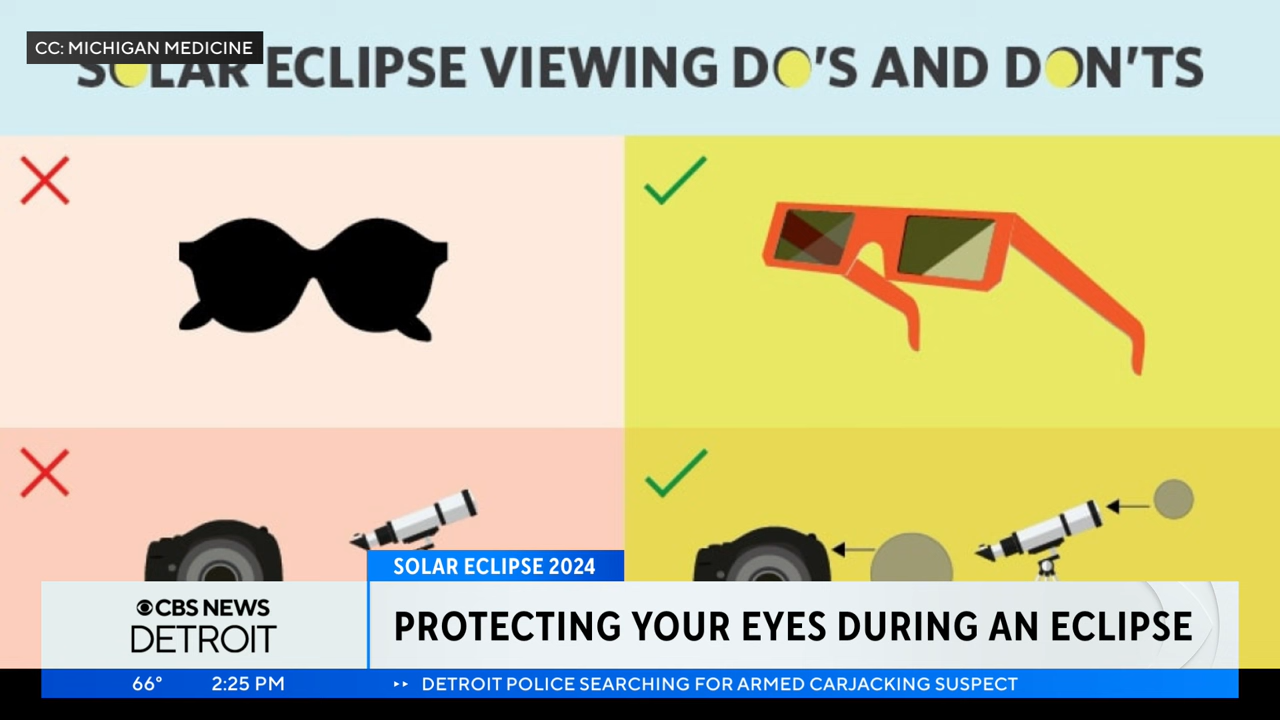 CC: MICHIGAN MEDICINE
SOLAR ECLIPSE VIEWING DO'S AND DON'TS
SOLAR ECLIPSE 2024
CBS NEWS
DETROIT
PROTECTING YOUR EYES DURING AN ECLIPSE
66° 2:25 PM DETROIT POLICE SEARCHING FOR ARMED CARJACKING SUSPECT